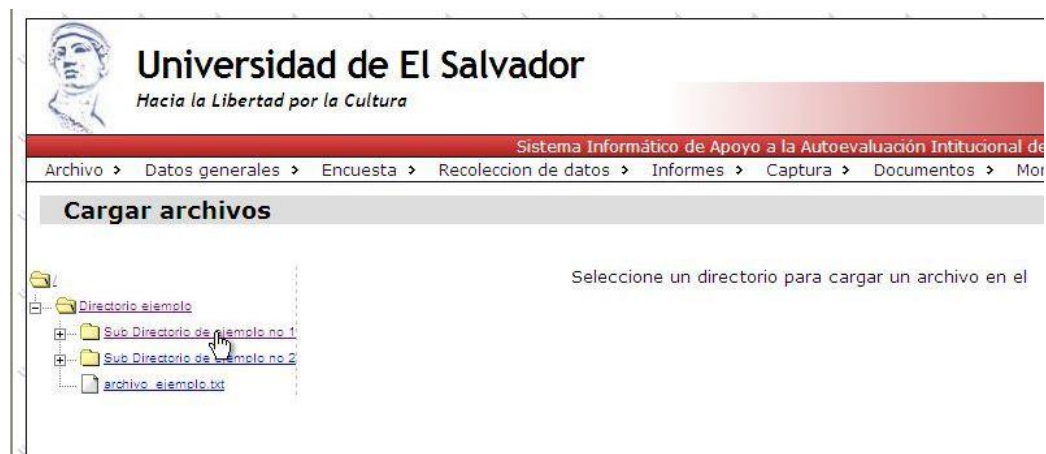 Universidad de El Salvador
Hacia la Libertad por la Cultura
Sistema Informático de Apoyo a la Autoevaluación Intitucional de
Archivo > Datos generales > Encuesta > Recoleccion de datos > Informes > Captura > Documentos > Mon
Cargar archivos
Seleccione un directorio para cargar un archivo en el
/
Directorio ejemplo
Sub Directorio de ejemplo no 1
Sub Directorio de ejemplo no 2
archivo_ejemplo.txt